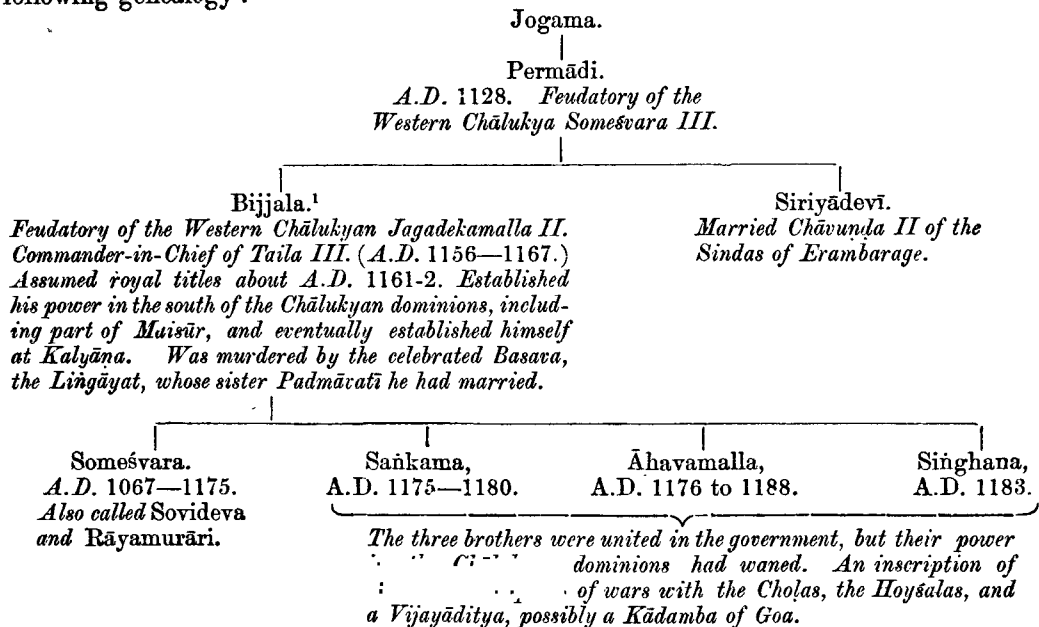 following genealogy :
Jogama.
Permādi.
A.D. 1128. Feudatory of the
Western Chālukya Someśvara III.
Bijjala.¹
Feudatory of the Western Chālukyan Jagadekamalla II.
Commander-in-Chief of Taila III. (A.D. 1156—1167.)
Assumed royal titles about A.D. 1161-2. Established
his power in the south of the Chālukyan dominions, includ-
ing part of Maisūr, and eventually established himself
at Kalyāṇa. Was murdered by the celebrated Basava,
the Liṅgāyat, whose sister Padmāvatī he had married.
Siriyādevī.
Married Chāvuṇḍa II of the
Sindas of Erambarage.
Someśvara.
A.D. 1067—1175.
Also called Sovideva
and Rāyamurāri.
Saṅkama,
A.D. 1175—1180.
Āhavamalla,
A.D. 1176 to 1188.
Siṅghana,
A.D. 1183.
The three brothers were united in the government, but their power
dominions had waned. An inscription of
of wars with the Choḷas, the Hoyśalas, and
a Vijayāditya, possibly a Kādamba of Goa.